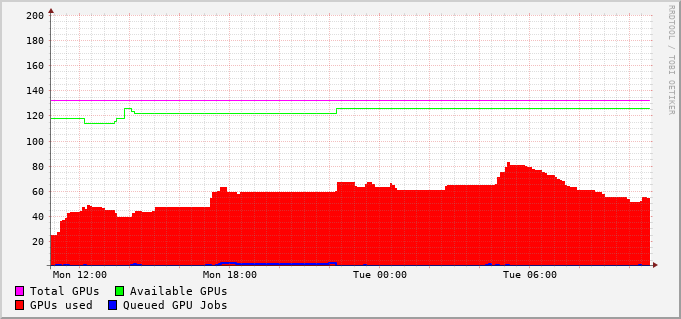 RRDTOOL / TOBI OETIKER
200
180
160
140
120
100
80
60
40
20
Mon 12:00 Mon 18:00 Tue 00:00 Tue 06:00
Total GPUs Available GPUs
GPUs used Queued GPU Jobs